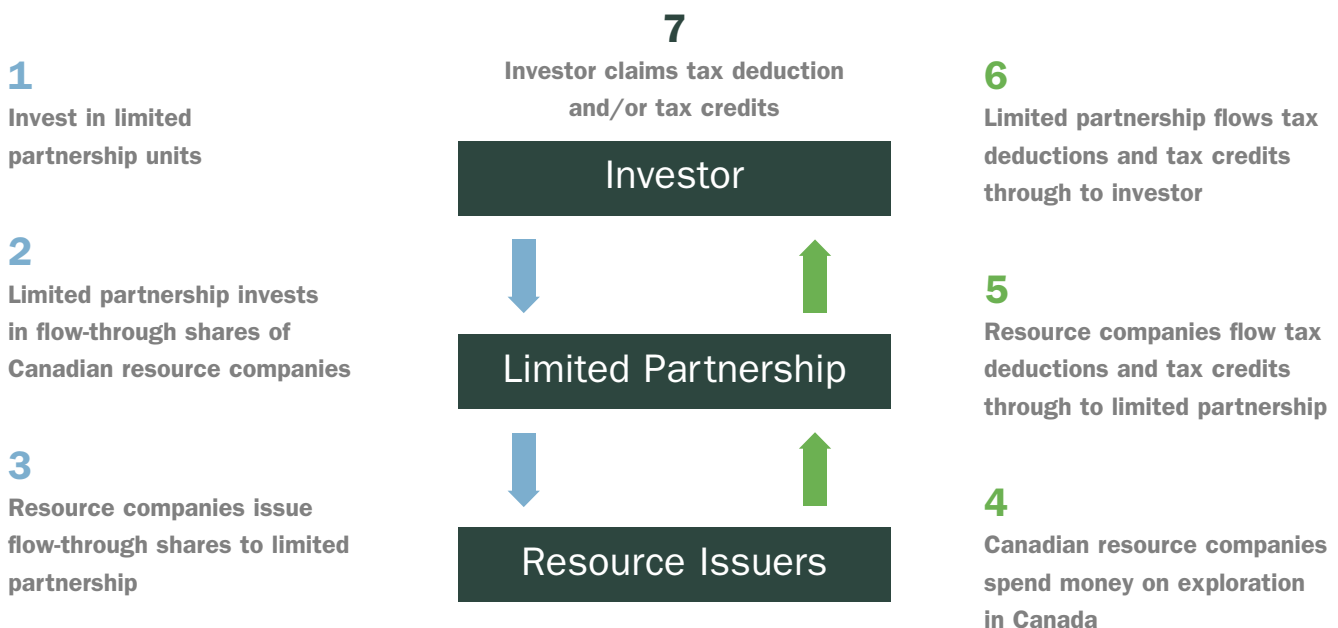 7
Investor claims tax deduction
and/or tax credits
1
Invest in limited
partnership units
2
Limited partnership invests
in flow-through shares of
Canadian resource companies
3
Resource companies issue
flow-through shares to limited
partnership
Investor
Limited Partnership
Resource Issuers
6
Limited partnership flows tax
deductions and tax credits
through to investor
5
Resource companies flow tax
deductions and tax credits
through to limited partnership
4
Canadian resource companies
spend money on exploration
in Canada